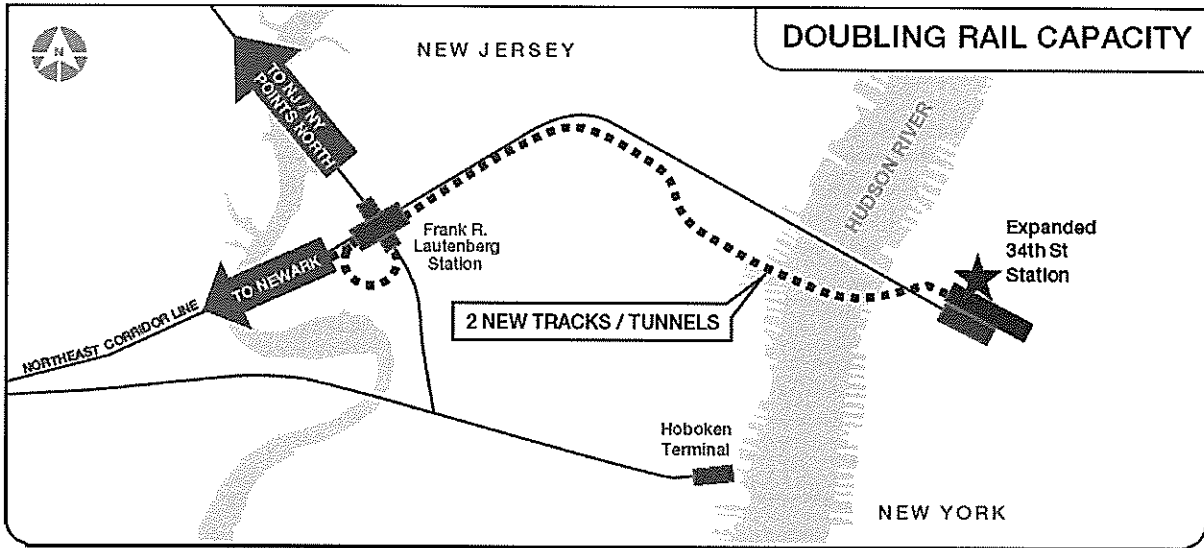 DOUBLING RAIL CAPACITY
NEW JERSEY
N
TO NJ / NY
POINTS NORTH
HUDSON RIVER
Frank R.
Lautenberg
Station
Expanded
34th St
Station
TO NEWARK
2 NEW TRACKS / TUNNELS
NORTHEAST CORRIDOR LINE
Hoboken
Terminal
NEW YORK